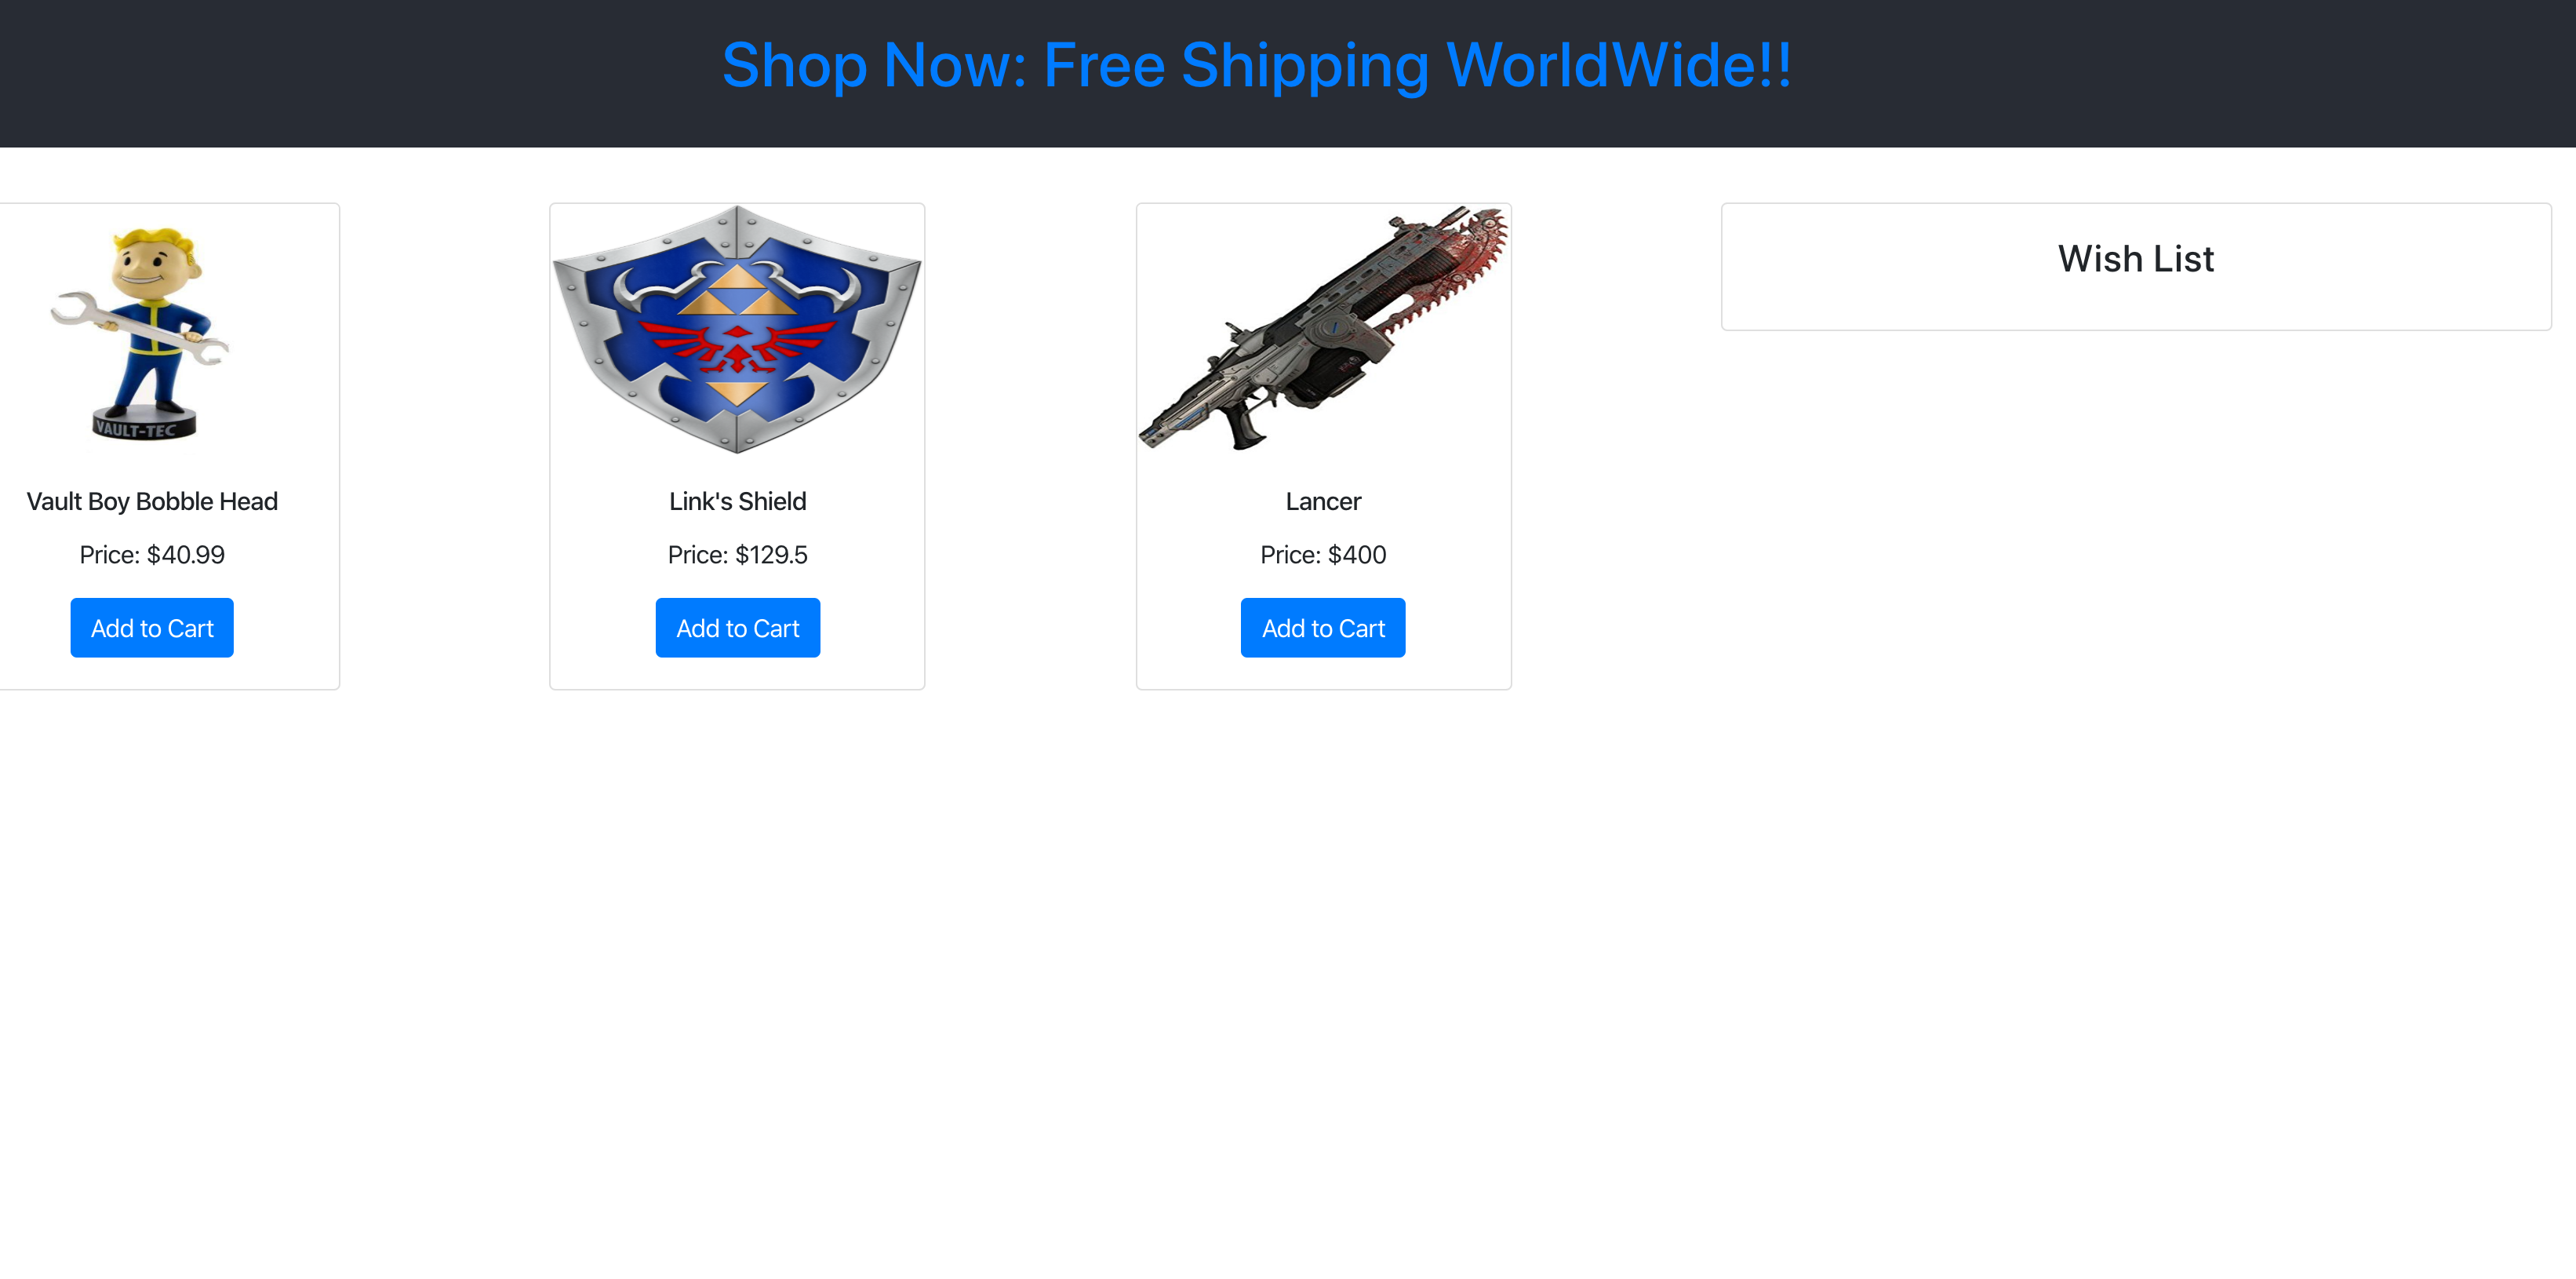 Shop Now: Free Shipping WorldWide!!
VAULT-TEC
Vault Boy Bobble Head
Price: $40.99
Add to Cart
Link's Shield
Price: $129.5
Add to Cart
Lancer
Price: $400
Add to Cart
Wish List